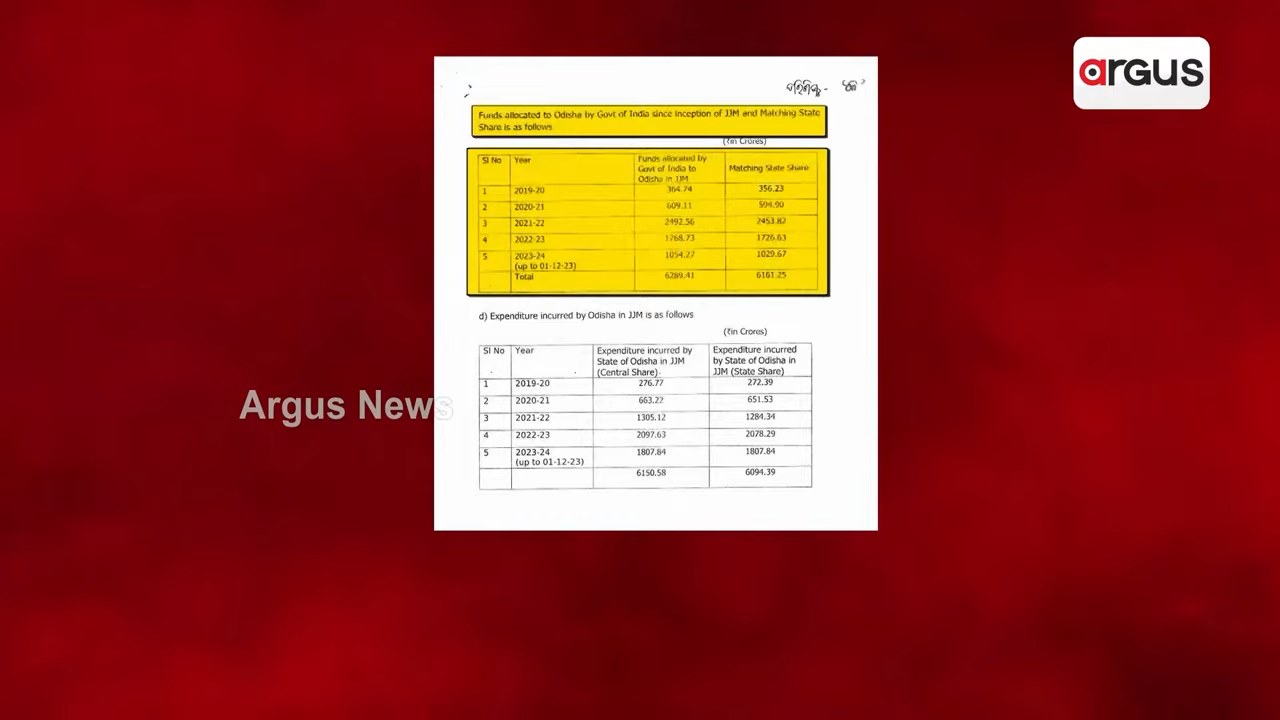 argus
ପରିଶିଷ୍ଟ -
Funds allocated to Odisha by Govt of India since inception of JJM and Matching State
Share is as follows
(₹in Crores)
Sl No Year Funds allocated by Govt of India to Odisha in JJM Matching State Share
1 2019-20 364.74 356.23
2 2020-21 609.11 594.90
3 2021-22 2492.56 2453.82
4 2022-23 1768.73 1726.63
5 2023-24 (up to 01-12-23) 1054.27 1029.67
Total 6289.41 6161.25
d) Expenditure incurred by Odisha in JJM is as follows
(₹in Crores)
Sl No Year Expenditure incurred by State of Odisha in JJM (Central Share). Expenditure incurred by State of Odisha in JJM (State Share)
1 2019-20 276.77 272.39
2 2020-21 663.22 651.53
3 2021-22 1305.12 1284.34
4 2022-23 2097.63 2078.29
5 2023-24 (up to 01-12-23) 1807.84 1807.84
6150.58 6094.39
Argus News